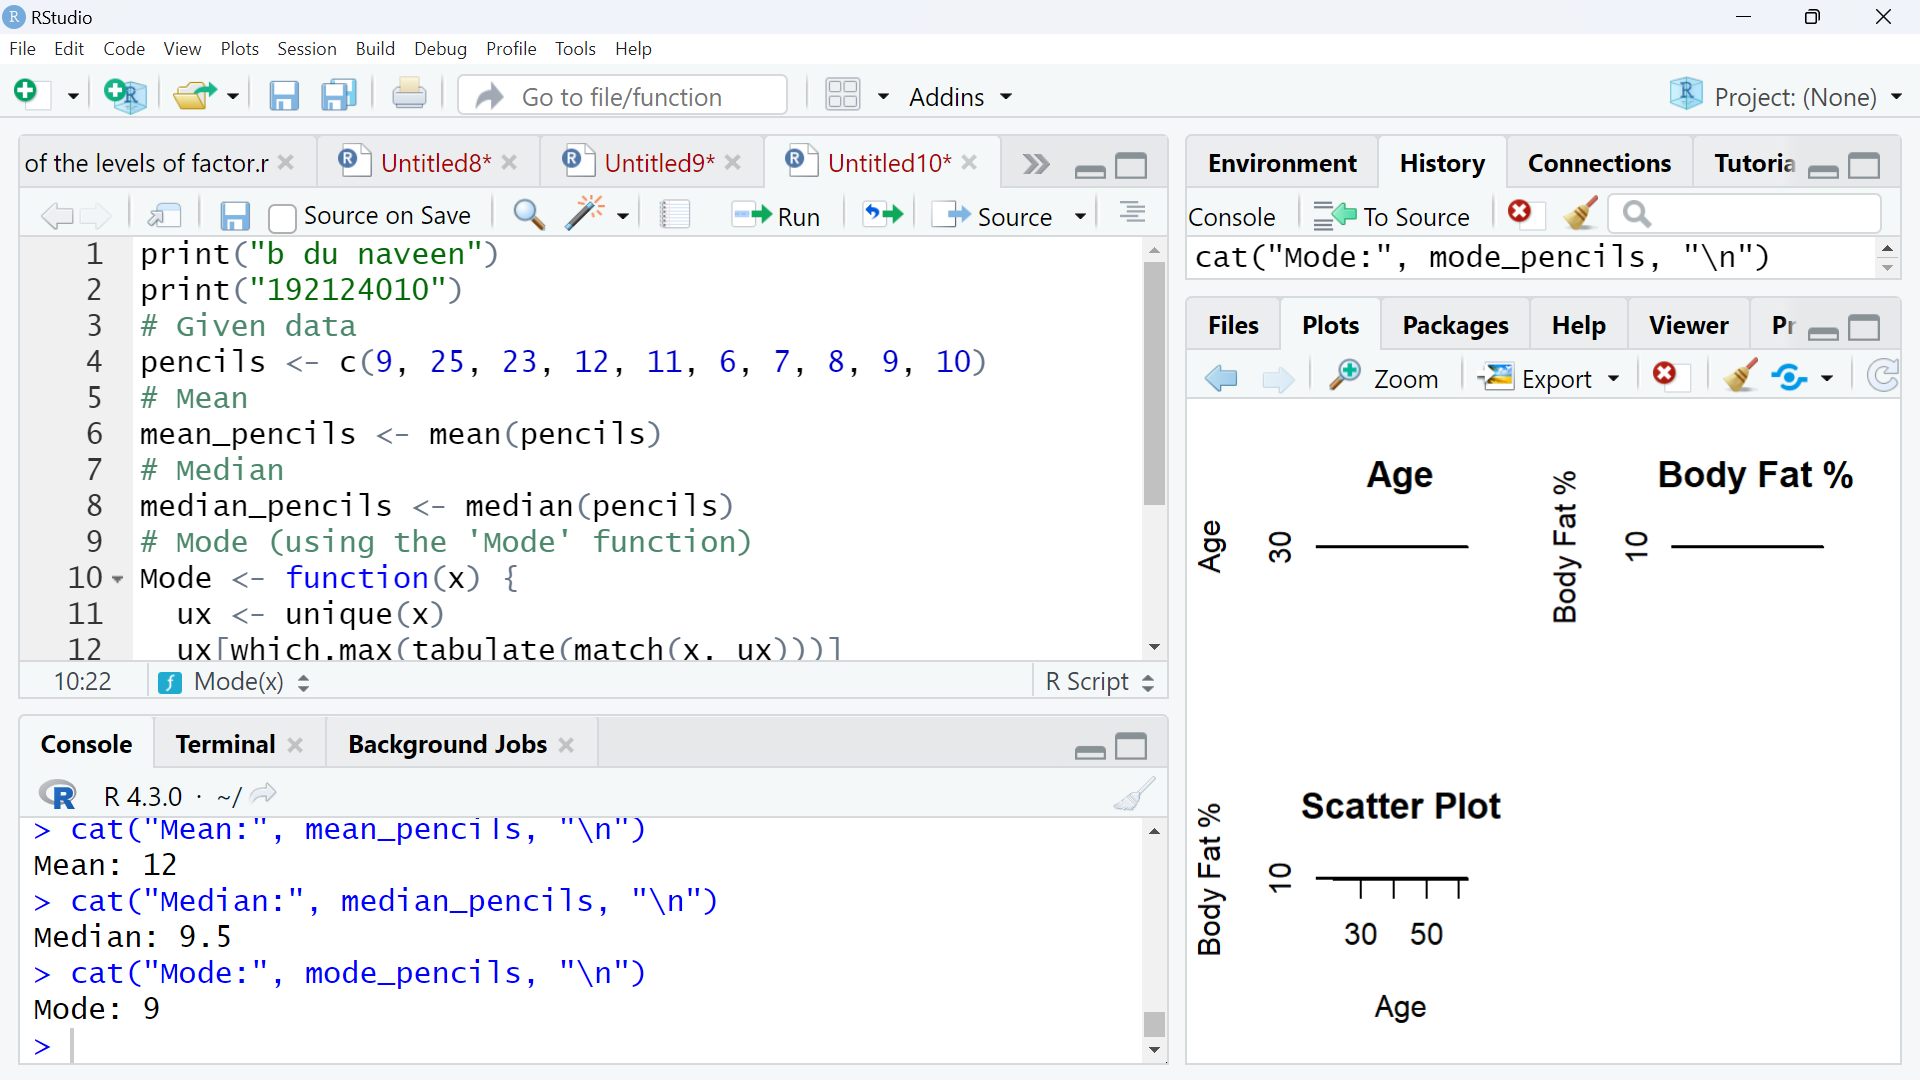 RStudio
File Edit Code View Plots Session Build Debug Profile Tools Help
Go to file/function Addins Project: (None)
of the levels of factor.r Untitled8* Untitled9* Untitled10*
Source on Save Run Source
1 print("b du naveen")
2 print("192124010")
3 # Given data
4 pencils <- c(9, 25, 23, 12, 11, 6, 7, 8, 9, 10)
5 # Mean
6 mean_pencils <- mean(pencils)
7 # Median
8 median_pencils <- median(pencils)
9 # Mode (using the 'Mode' function)
10 Mode <- function(x) {
11 ux <- unique(x)
12 ux[which.max(tabulate(match(x, ux)))]
10:22 Mode(x) R Script
Console Terminal Background Jobs
R 4.3.0 · ~/
> cat("Mean:", mean_pencils, "\n")
Mean: 12
> cat("Median:", median_pencils, "\n")
Median: 9.5
> cat("Mode:", mode_pencils, "\n")
Mode: 9
>
Environment History Connections Tutoria
Console To Source
cat("Mode:", mode_pencils, "\n")
Files Plots Packages Help Viewer Pr
Zoom Export
Age
Age
30
Body Fat %
Body Fat %
10
Scatter Plot
Body Fat %
10
30 50
Age